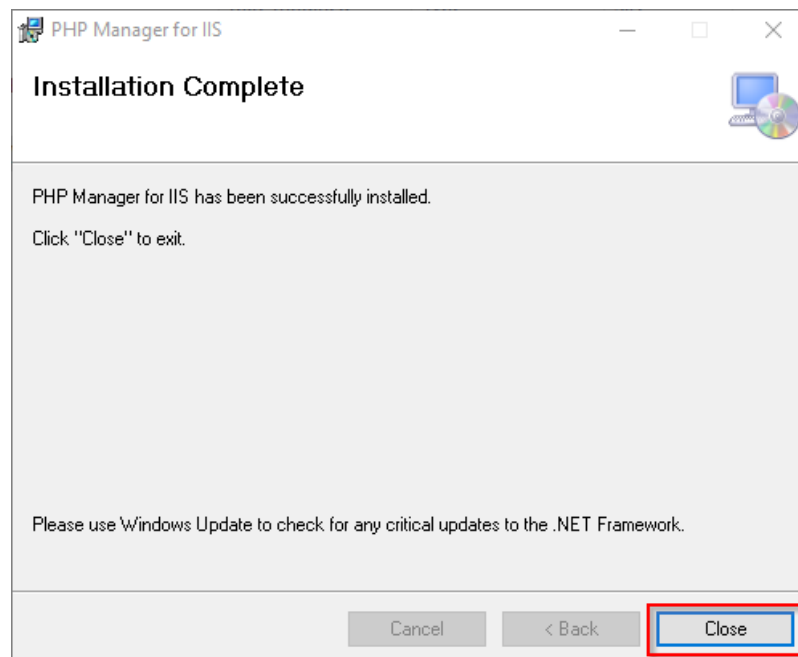 PHP Manager for IIS
Installation Complete
PHP Manager for IIS has been successfully installed.
Click "Close" to exit.
Please use Windows Update to check for any critical updates to the .NET Framework.
Cancel
< Back
Close